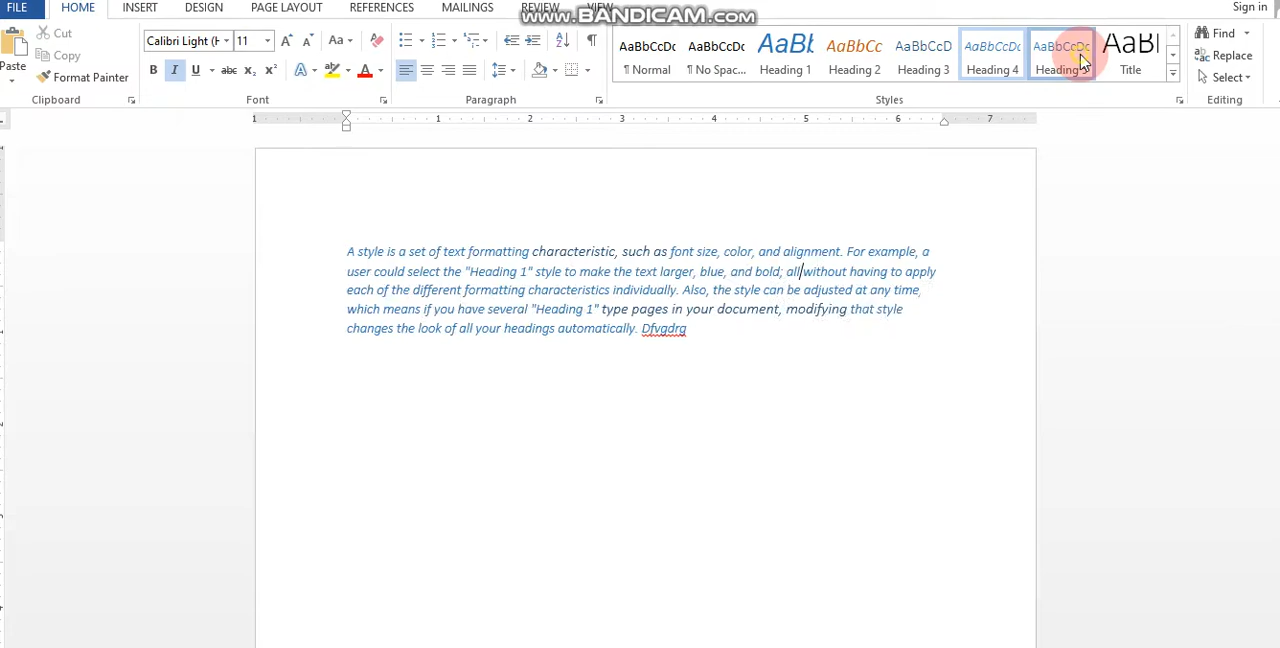 FILE HOME INSERT DESIGN PAGE LAYOUT REFERENCES MAILINGS REVIEW VIEW Sign in
www.BANDICAM.com
Cut
Copy
Format Painter
Paste
Clipboard
Calibri Light (H 11 Aa
B I U abc X₂ X² A A
Font
Paragraph
AaBbCcDc AaBbCcDc AaBb AaBbCc AaBbCcD AaBbCcDc AaBbCcDc AaB
¶ Normal ¶ No Spac... Heading 1 Heading 2 Heading 3 Heading 4 Heading Title
Styles
Find
Replace
Select
Editing
1 1 2 3 4 5 6 7
A style is a set of text formatting characteristic, such as font size, color, and alignment. For example, a
user could select the "Heading 1" style to make the text larger, blue, and bold; all without having to apply
each of the different formatting characteristics individually. Also, the style can be adjusted at any time,
which means if you have several "Heading 1" type pages in your document, modifying that style
changes the look of all your headings automatically. Dfvgdrg